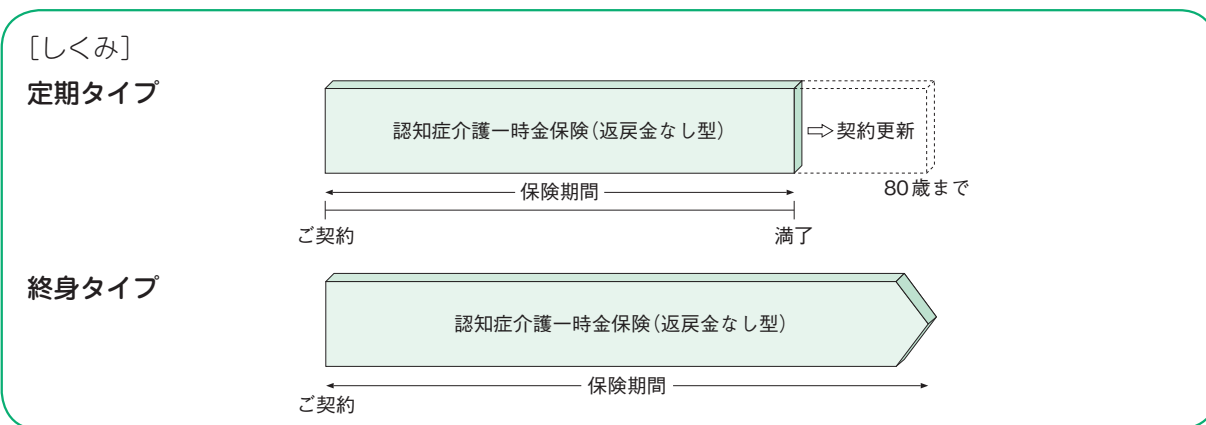 [しくみ]
定期タイプ
認知症介護一時金保険(返戻金なし型)
⇨契約更新
保険期間
80歳まで
ご契約
満了
終身タイプ
認知症介護一時金保険(返戻金なし型)
保険期間
ご契約